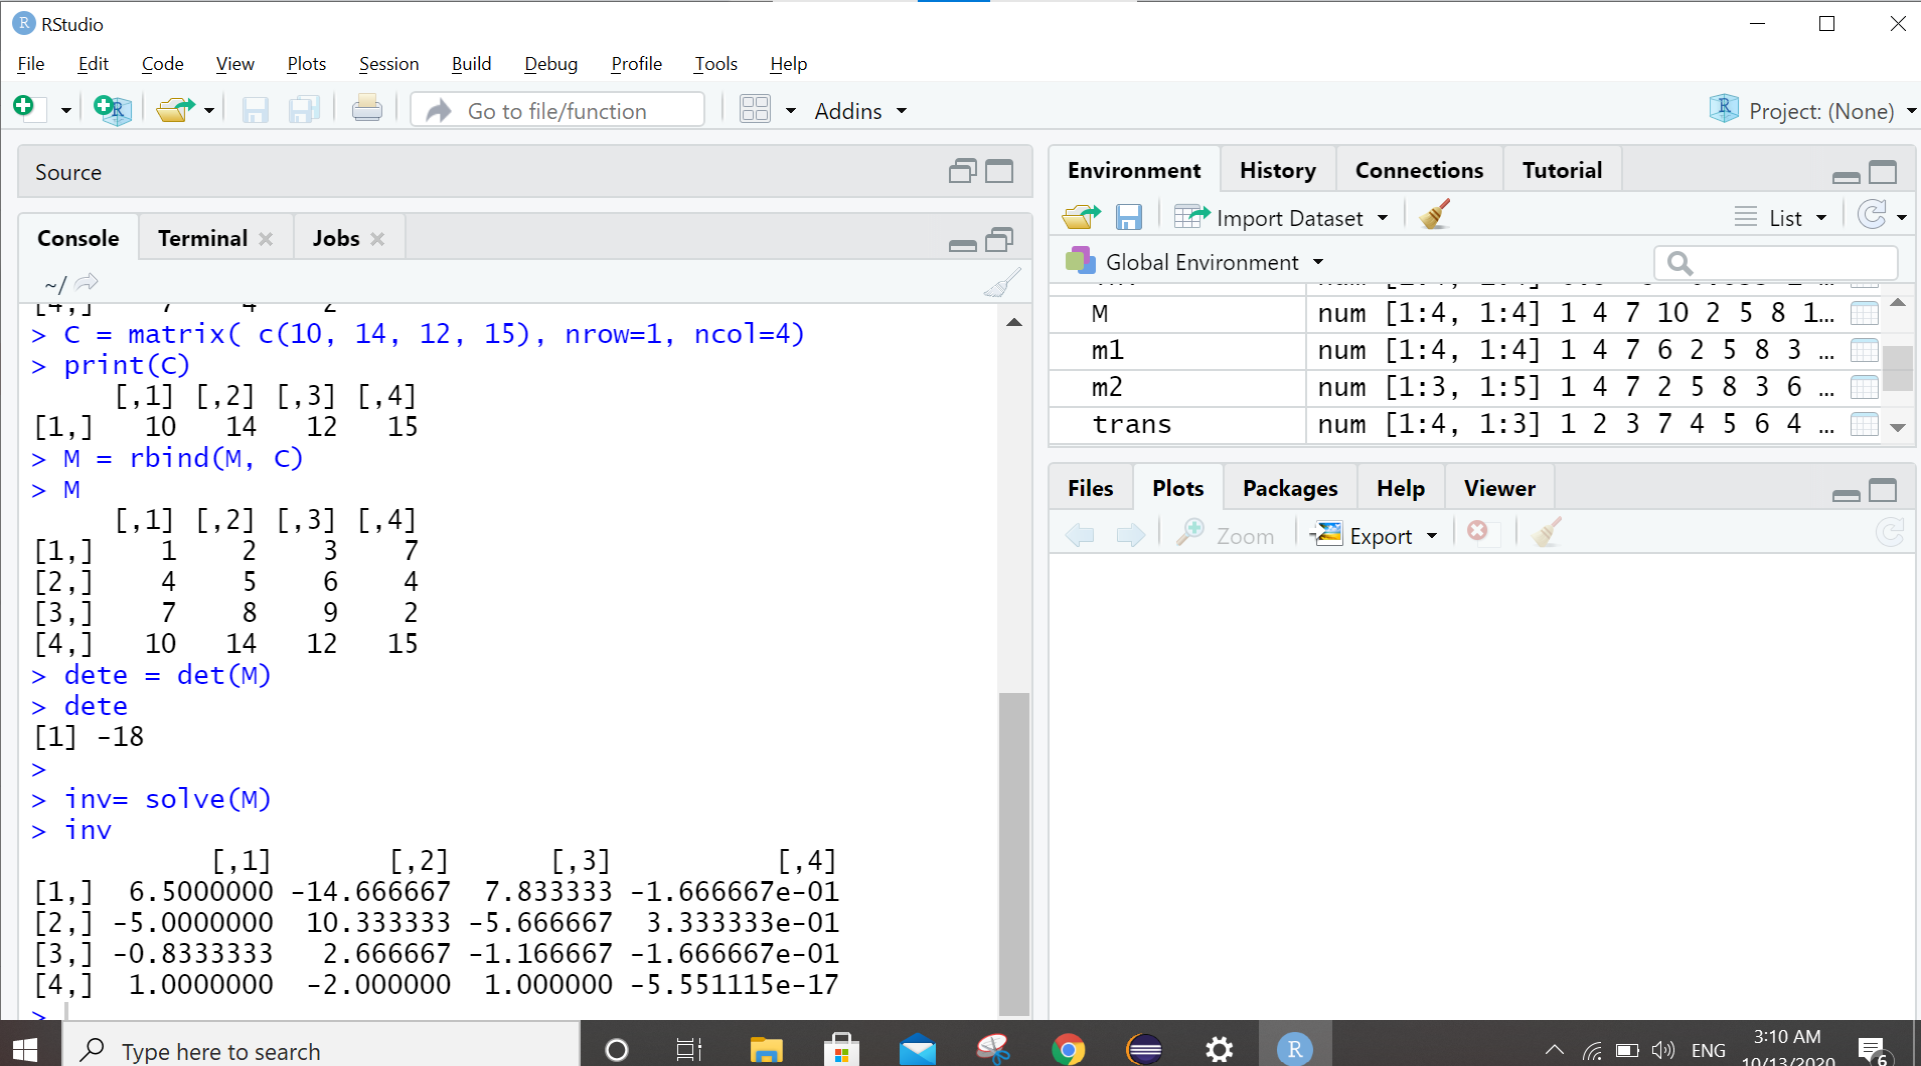 RStudio
File Edit Code View Plots Session Build Debug Profile Tools Help
Go to file/function Addins Project: (None)
Source
Console Terminal Jobs
~/
[4,] 7 4 2
> C = matrix( c(10, 14, 12, 15), nrow=1, ncol=4)
> print(C)
[,1] [,2] [,3] [,4]
[1,] 10 14 12 15
> M = rbind(M, C)
> M
[,1] [,2] [,3] [,4]
[1,] 1 2 3 7
[2,] 4 5 6 4
[3,] 7 8 9 2
[4,] 10 14 12 15
> dete = det(M)
> dete
[1] -18
>
> inv= solve(M)
> inv
[,1] [,2] [,3] [,4]
[1,] 6.5000000 -14.666667 7.833333 -1.666667e-01
[2,] -5.0000000 10.333333 -5.666667 3.333333e-01
[3,] -0.8333333 2.666667 -1.166667 -1.666667e-01
[4,] 1.0000000 -2.000000 1.000000 -5.551115e-17
>
Environment History Connections Tutorial
Import Dataset List
Global Environment
M num [1:4, 1:4] 1 4 7 10 2 5 8 1…
m1 num [1:4, 1:4] 1 4 7 6 2 5 8 3 …
m2 num [1:3, 1:5] 1 4 7 2 5 8 3 6 …
trans num [1:4, 1:3] 1 2 3 7 4 5 6 4 …
Files Plots Packages Help Viewer
Zoom Export
Type here to search
ENG
3:10 AM
10/13/2020
6